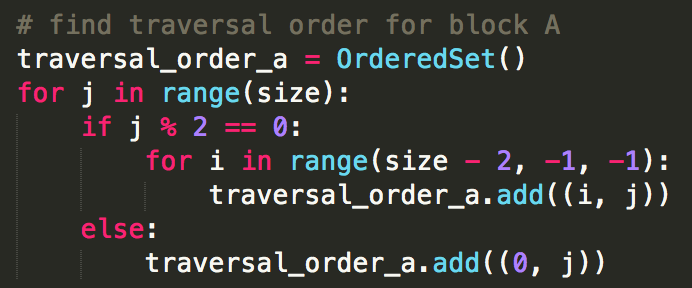 # find traversal order for block A
traversal_order_a = OrderedSet()
for j in range(size):
    if j % 2 == 0:
        for i in range(size - 2, -1, -1):
            traversal_order_a.add((i, j))
    else:
        traversal_order_a.add((0, j))